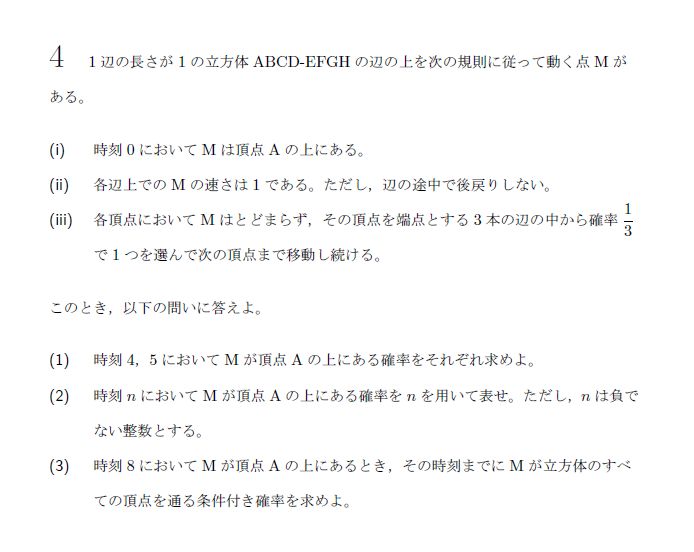 4 1 辺の長さが 1 の立方体 ABCD-EFGH の辺の上を次の規則に従って動く点 M が
ある。
(i) 時刻 0 において M は頂点 A の上にある。
(ii) 各辺上での M の速さは 1 である。ただし，辺の途中で後戻りしない。
(iii) 各頂点において M はとどまらず，その頂点を端点とする 3 本の辺の中から確率 1/3
で 1 つを選んで次の頂点まで移動し続ける。
このとき，以下の問いに答えよ。
(1) 時刻 4，5 において M が頂点 A の上にある確率をそれぞれ求めよ。
(2) 時刻 n において M が頂点 A の上にある確率を n を用いて表せ。ただし，n は負で
ない整数とする。
(3) 時刻 8 において M が頂点 A の上にあるとき，その時刻までに M が立方体のすべ
ての頂点を通る条件付き確率を求めよ。